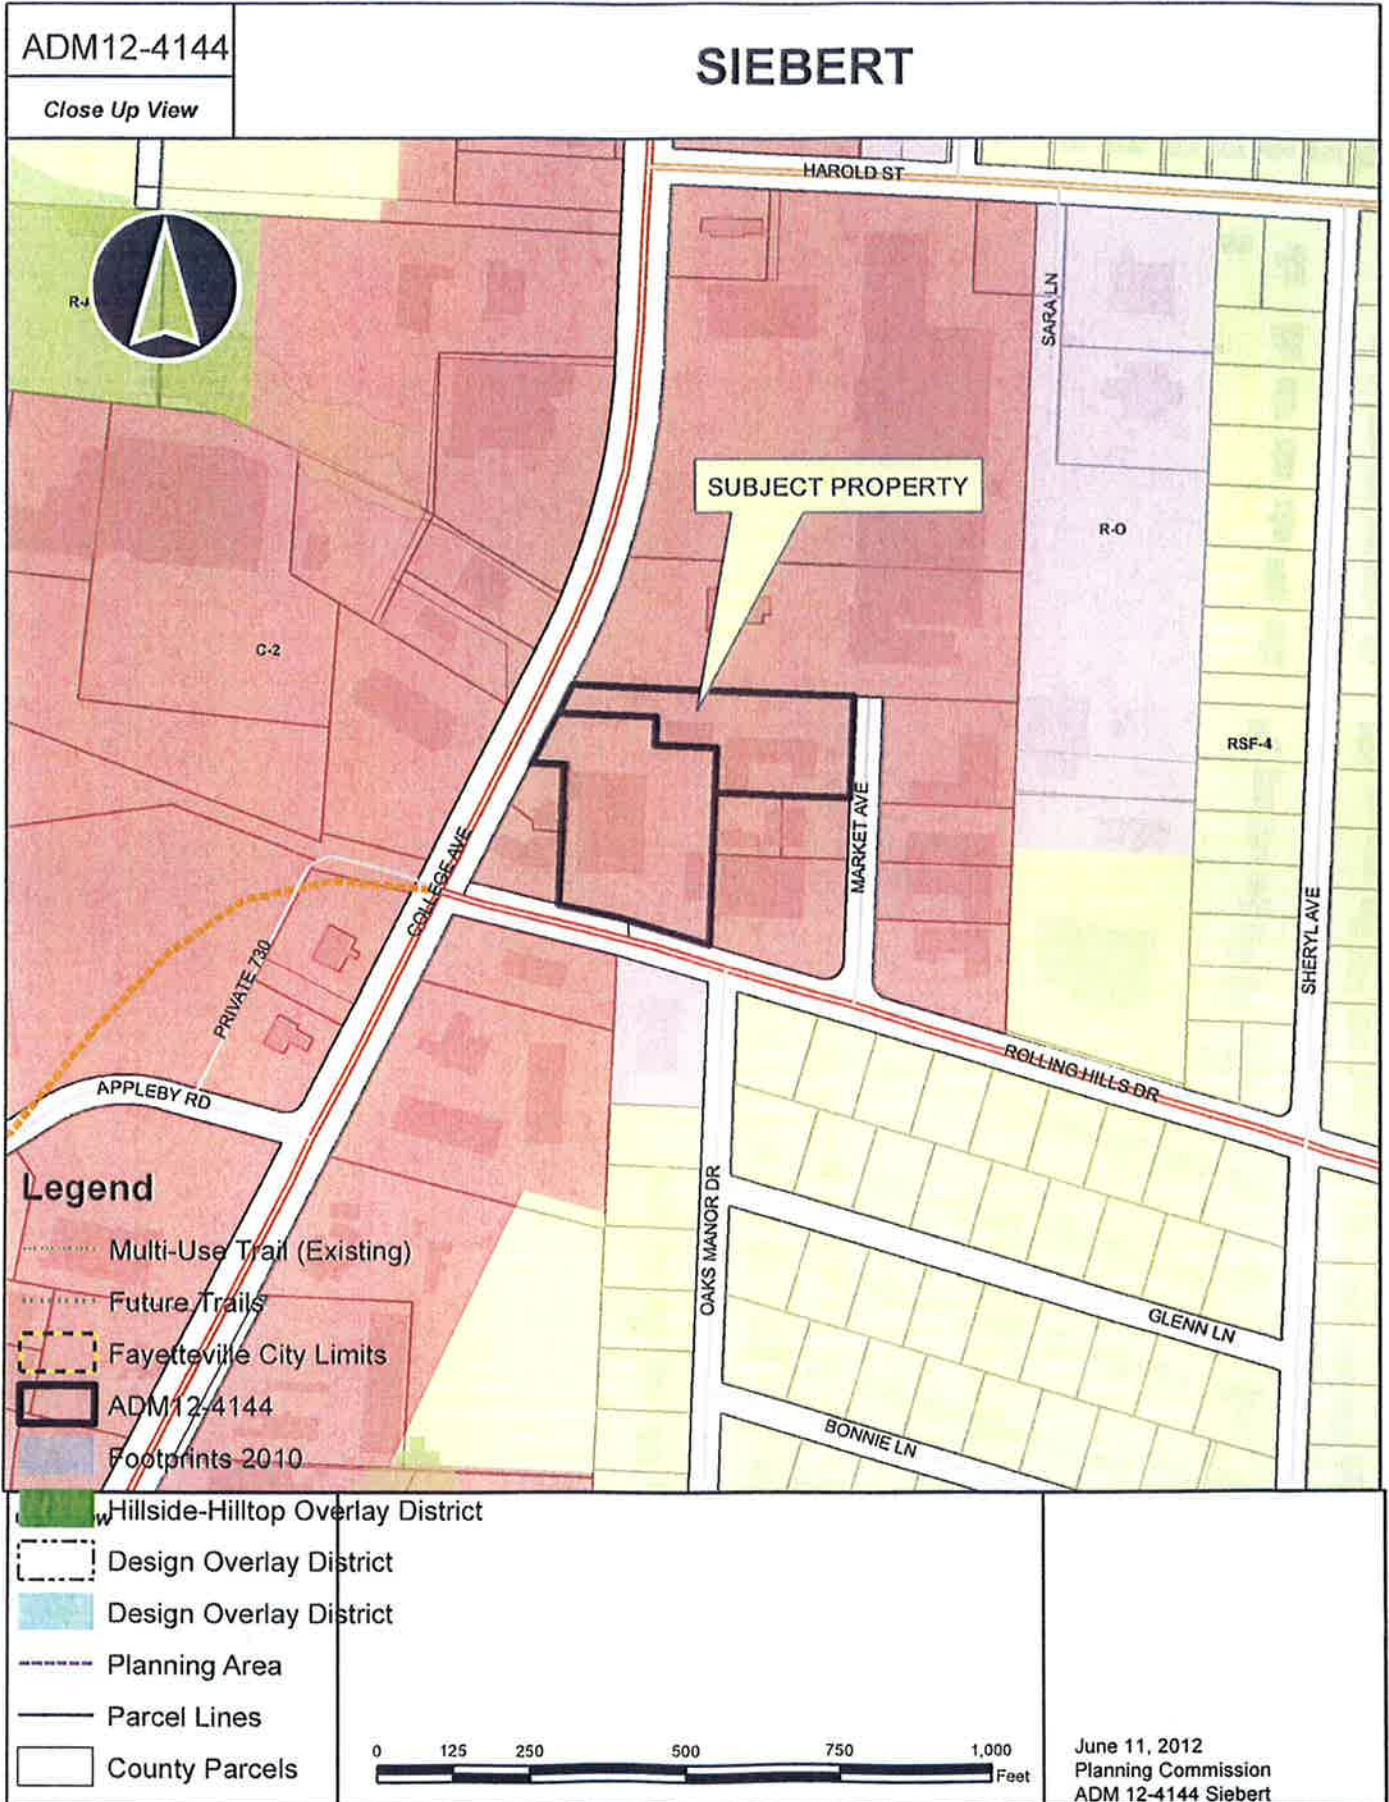 ADM12-4144
Close Up View
SIEBERT
HAROLD ST
SARA LN
SUBJECT PROPERTY
R-O
C-2
RSF-4
MARKET AVE
COLLEGE AVE
SHERYL AVE
PRIVATE 730
ROLLING HILLS DR
APPLEBY RD
OAKS MANOR DR
GLENN LN
BONNIE LN
Legend
Multi-Use Trail (Existing)
Future Trails
Fayetteville City Limits
ADM12-4144
Footprints 2010
Hillside-Hilltop Overlay District
Design Overlay District
Design Overlay District
Planning Area
Parcel Lines
County Parcels
0 125 250 500 750 1,000
Feet
June 11, 2012
Planning Commission
ADM 12-4144 Siebert